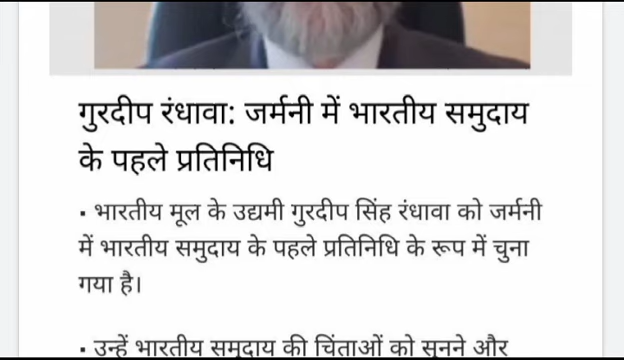 गुरदीप रंधावा: जर्मनी में भारतीय समुदाय
के पहले प्रतिनिधि
▪ भारतीय मूल के उद्यमी गुरदीप सिंह रंधावा को जर्मनी
में भारतीय समुदाय के पहले प्रतिनिधि के रूप में चुना
गया है।
▪ उन्हें भारतीय समुदाय की चिंताओं को सुनने और